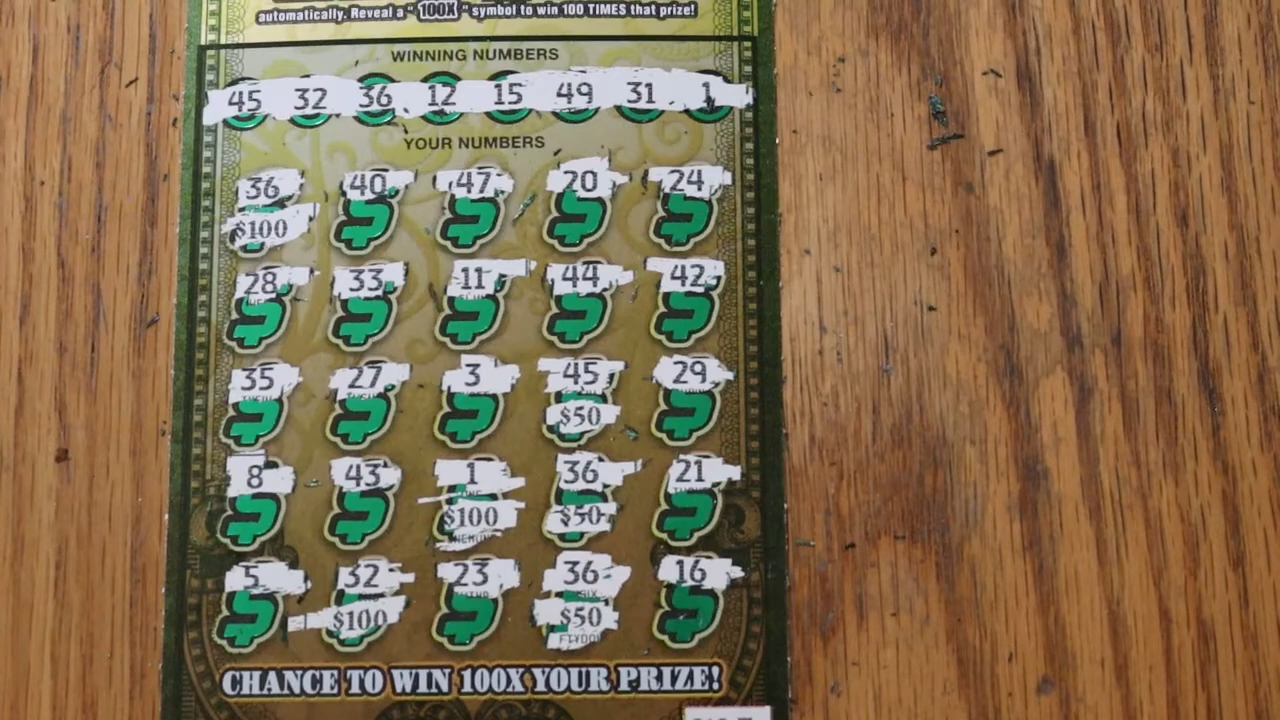 automatically. Reveal a "100X" symbol to win 100 TIMES that prize!
WINNING NUMBERS
45 32 36 12 15 49 31 1
YOUR NUMBERS
36 40 47 20 24
$100
28 33 11 44 42
35 27 3 45 29
$50
8 43 1 36 21
$100 $50
5 32 23 36 16
$100 $50
CHANCE TO WIN 100X YOUR PRIZE!